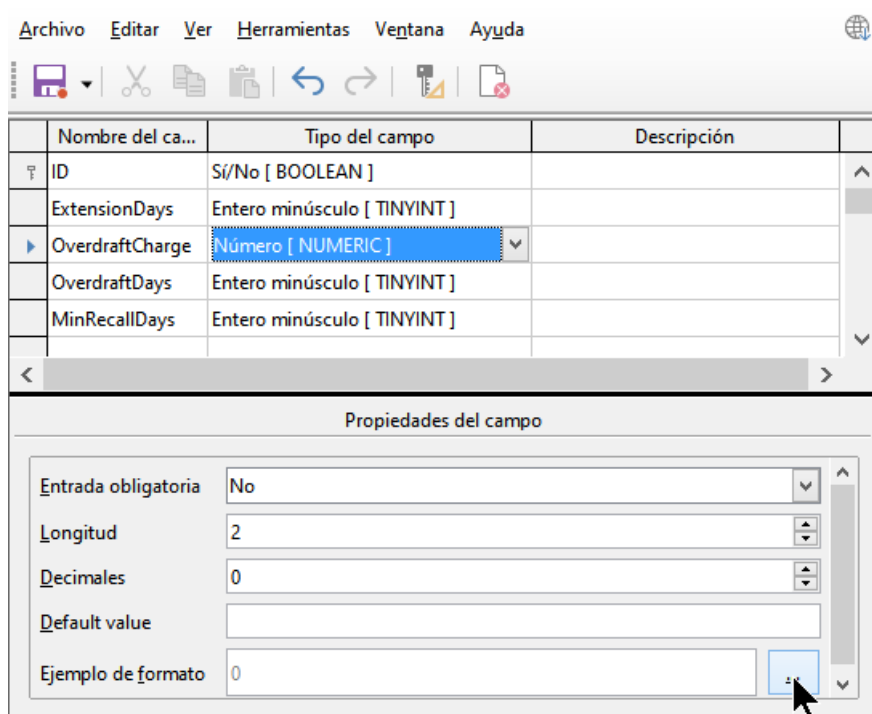 Archivo Editar Ver Herramientas Ventana Ayuda
Nombre del ca... Tipo del campo Descripción
ID Sí/No [ BOOLEAN ]
ExtensionDays Entero minúsculo [ TINYINT ]
OverdraftCharge Número [ NUMERIC ]
OverdraftDays Entero minúsculo [ TINYINT ]
MinRecallDays Entero minúsculo [ TINYINT ]
Propiedades del campo
Entrada obligatoria No
Longitud 2
Decimales 0
Default value
Ejemplo de formato 0 ...